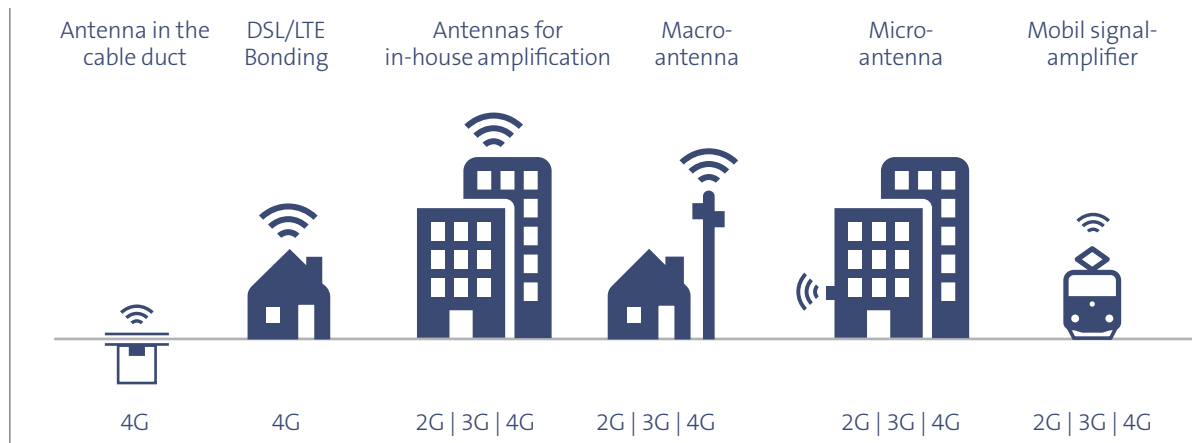 Antenna in the
cable duct
DSL/LTE
Bonding
Antennas for
in-house amplification
Macro-
antenna
Micro-
antenna
Mobil signal-
amplifier
4G
4G
2G | 3G | 4G
2G | 3G | 4G
2G | 3G | 4G
2G | 3G | 4G